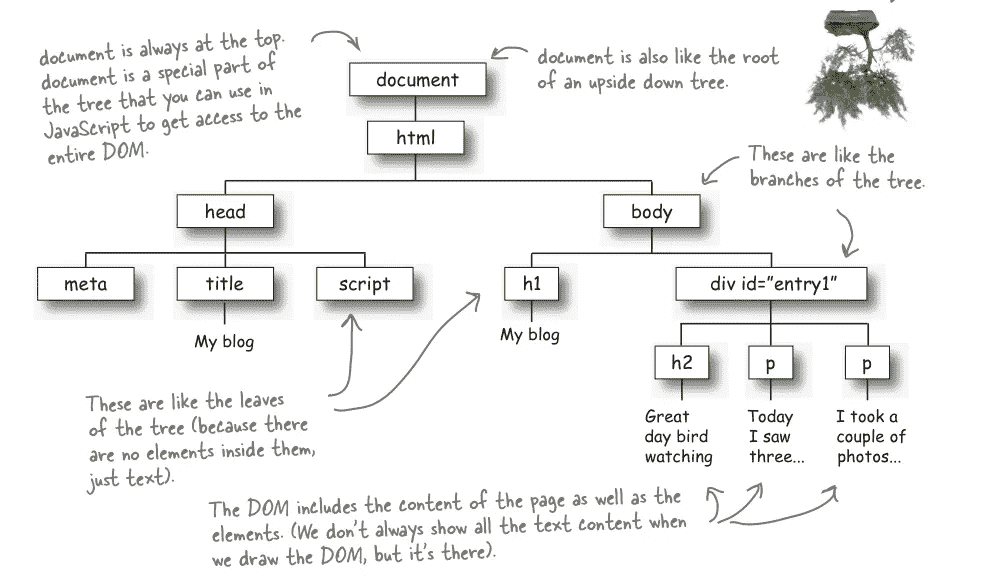 document is always at the top.
document is a special part of
the tree that you can use in
JavaScript to get access to the
entire DOM.
document is also like the root
of an upside down tree.
document
html
These are like the
branches of the tree.
head
body
meta
title
script
h1
div id="entry1"
My blog
My blog
h2
p
p
Great
day bird
watching
Today
I saw
three...
I took a
couple of
photos...
These are like the leaves
of the tree (because there
are no elements inside them,
just text).
The DOM includes the content of the page as well as the
elements. (We don't always show all the text content when
we draw the DOM, but it's there).